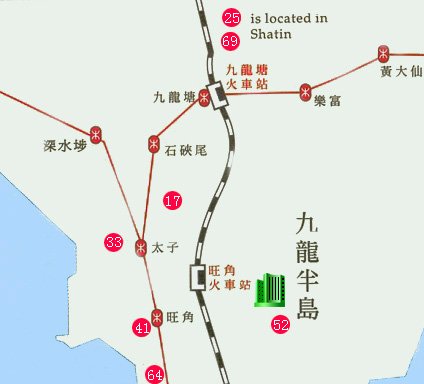 25 is located in
Shatin
69
九龍塘
火車站
黃大仙
九龍塘
樂富
深水埗
石硤尾
17
33
太子
九龍半島
旺角
火車站
52
41
旺角
64